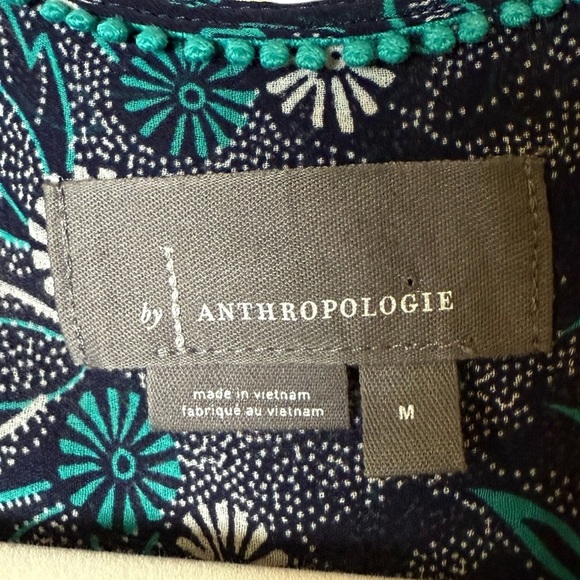 by ANTHROPOLOGIE
made in vietnam
fabriqué au vietnam
M